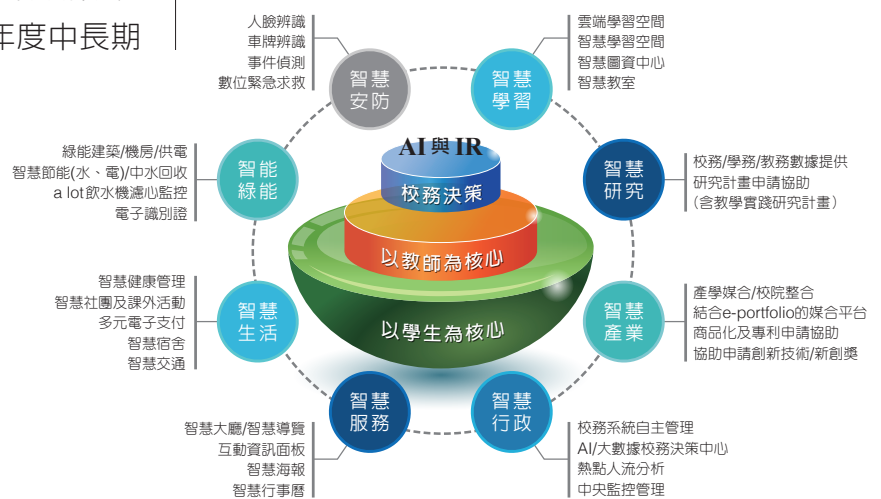 年度中長期
人臉辨識
車牌辨識
事件偵測
數位緊急求救
智慧
安防
雲端學習空間
智慧學習空間
智慧圖資中心
智慧教室
智慧
學習
綠能建築/機房/供電
智慧節能(水、電)/中水回收
a lot飲水機濾心監控
電子識別證
智能
綠能
校務/學務/教務數據提供
研究計畫申請協助
(含教學實踐研究計畫)
智慧
研究
AI與IR
校務決策
以教師為核心
以學生為核心
智慧健康管理
智慧社團及課外活動
多元電子支付
智慧宿舍
智慧交通
智慧
生活
產學媒合/校院整合
結合e-portfolio的媒合平台
商品化及專利申請協助
協助申請創新技術/新創獎
智慧
產業
智慧大廳/智慧導覽
互動資訊面板
智慧海報
智慧行事曆
智慧
服務
校務系統自主管理
AI/大數據校務決策中心
熱點人流分析
中央監控管理
智慧
行政